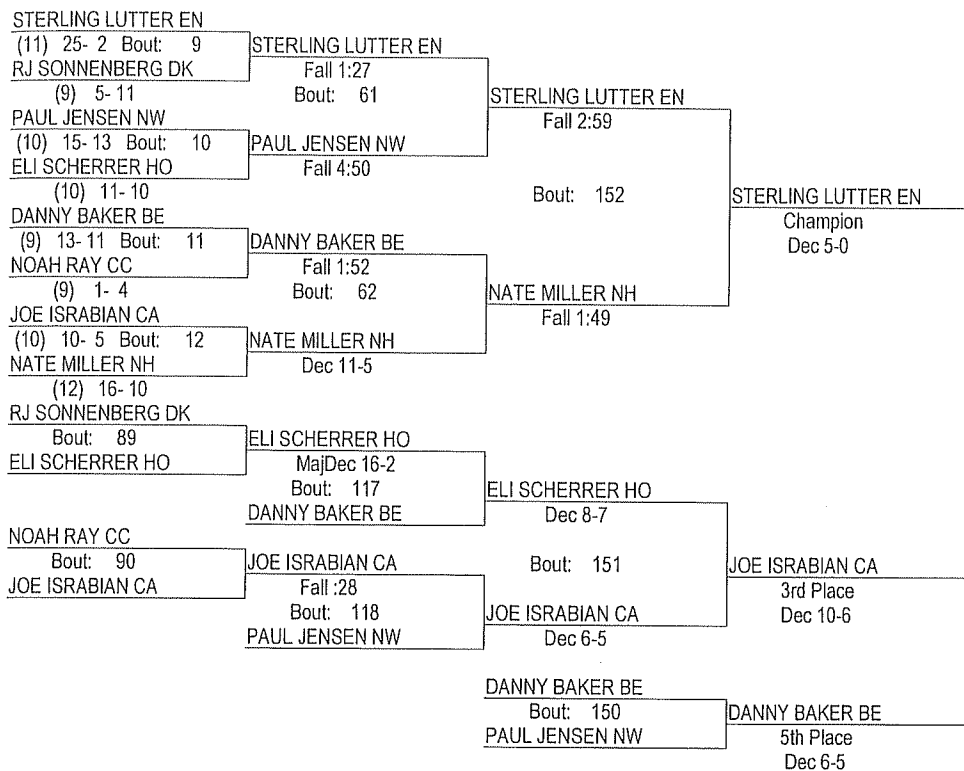 STERLING LUTTER EN
(11) 25- 2 Bout: 9
RJ SONNENBERG DK
(9) 5- 11
PAUL JENSEN NW
(10) 15- 13 Bout: 10
ELI SCHERRER HO
(10) 11- 10
DANNY BAKER BE
(9) 13- 11 Bout: 11
NOAH RAY CC
(9) 1- 4
JOE ISRABIAN CA
(10) 10- 5 Bout: 12
NATE MILLER NH
(12) 16- 10
RJ SONNENBERG DK
Bout: 89
ELI SCHERRER HO
NOAH RAY CC
Bout: 90
JOE ISRABIAN CA
STERLING LUTTER EN
Fall 1:27
Bout: 61
PAUL JENSEN NW
Fall 4:50
DANNY BAKER BE
Fall 1:52
Bout: 62
NATE MILLER NH
Dec 11-5
ELI SCHERRER HO
MajDec 16-2
Bout: 117
DANNY BAKER BE
JOE ISRABIAN CA
Fall :28
Bout: 118
PAUL JENSEN NW
STERLING LUTTER EN
Fall 2:59
Bout: 152
NATE MILLER NH
Fall 1:49
ELI SCHERRER HO
Dec 8-7
Bout: 151
JOE ISRABIAN CA
Dec 6-5
DANNY BAKER BE
Bout: 150
PAUL JENSEN NW
STERLING LUTTER EN
Champion
Dec 5-0
JOE ISRABIAN CA
3rd Place
Dec 10-6
DANNY BAKER BE
5th Place
Dec 6-5